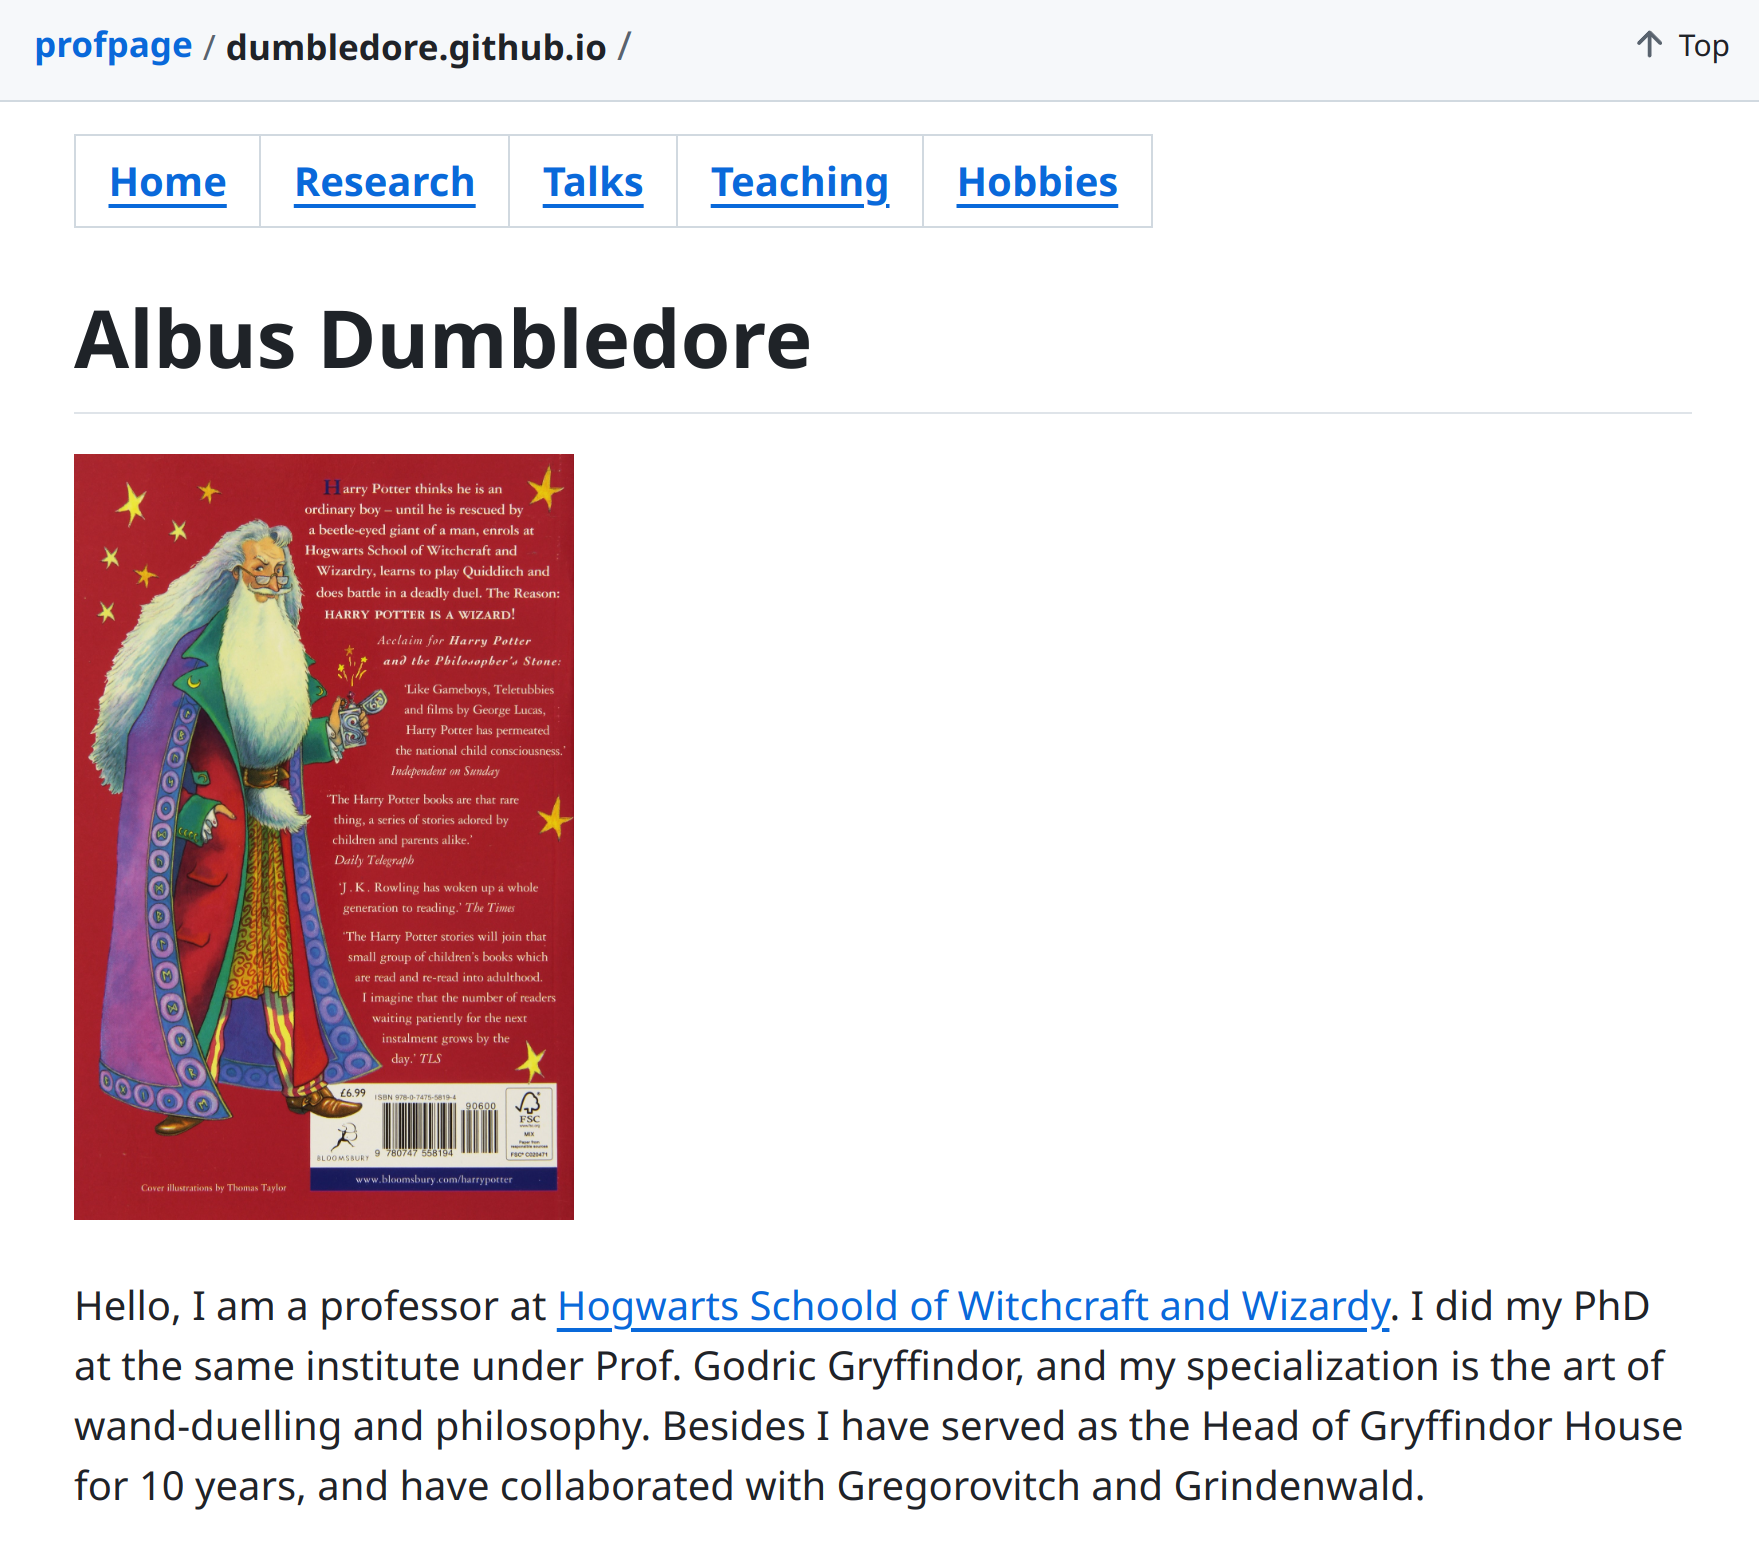 profpage / dumbledore.github.io /
Top
Home Research Talks Teaching Hobbies
Albus Dumbledore
Harry Potter thinks he is an
ordinary boy – until he is rescued by
a beetle-eyed giant of a man, enrols at
Hogwarts School of Witchcraft and
Wizardry, learns to play Quidditch and
does battle in a deadly duel. The Reason:
HARRY POTTER IS A WIZARD!
Acclaim for Harry Potter
and the Philosopher's Stone:
'Like Gameboys, Teletubbies
and films by George Lucas,
Harry Potter has permeated
the national child consciousness.'
Independent on Sunday
'The Harry Potter books are that rare
thing, a series of stories adored by
children and parents alike.'
Daily Telegraph
'J. K. Rowling has woken up a whole
generation to reading.' The Times
'The Harry Potter stories will join that
small group of children's books which
are read and re-read into adulthood.
I imagine that the number of readers
waiting patiently for the next
instalment grows by the
day.' TLS
£6.99
ISBN 978-0-7475-5819-4
90600
9 780747 558194
BLOOMSBURY
FSC
www.fsc.org
MIX
Paper from
responsible sources
FSC® C020471
www.bloomsbury.com/harrypotter
Cover illustrations by Thomas Taylor
Hello, I am a professor at Hogwarts Schoold of Witchcraft and Wizardy. I did my PhD
at the same institute under Prof. Godric Gryffindor, and my specialization is the art of
wand-duelling and philosophy. Besides I have served as the Head of Gryffindor House
for 10 years, and have collaborated with Gregorovitch and Grindenwald.